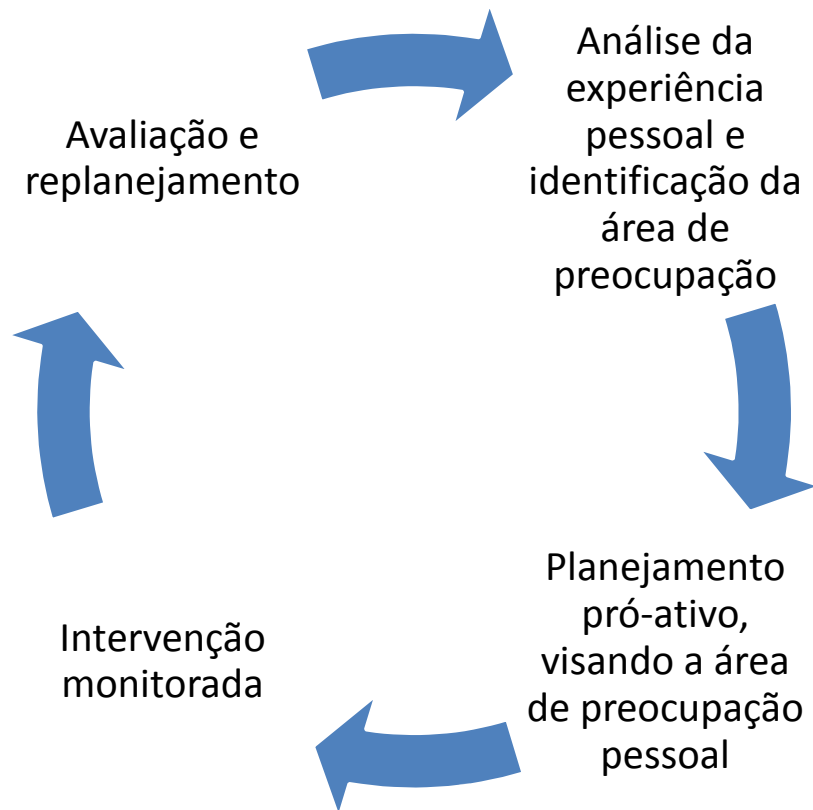 Análise da
experiência
pessoal e
identificação da
área de
preocupação
Planejamento
pró-ativo,
visando a área
de preocupação
pessoal
Intervenção
monitorada
Avaliação e
replanejamento